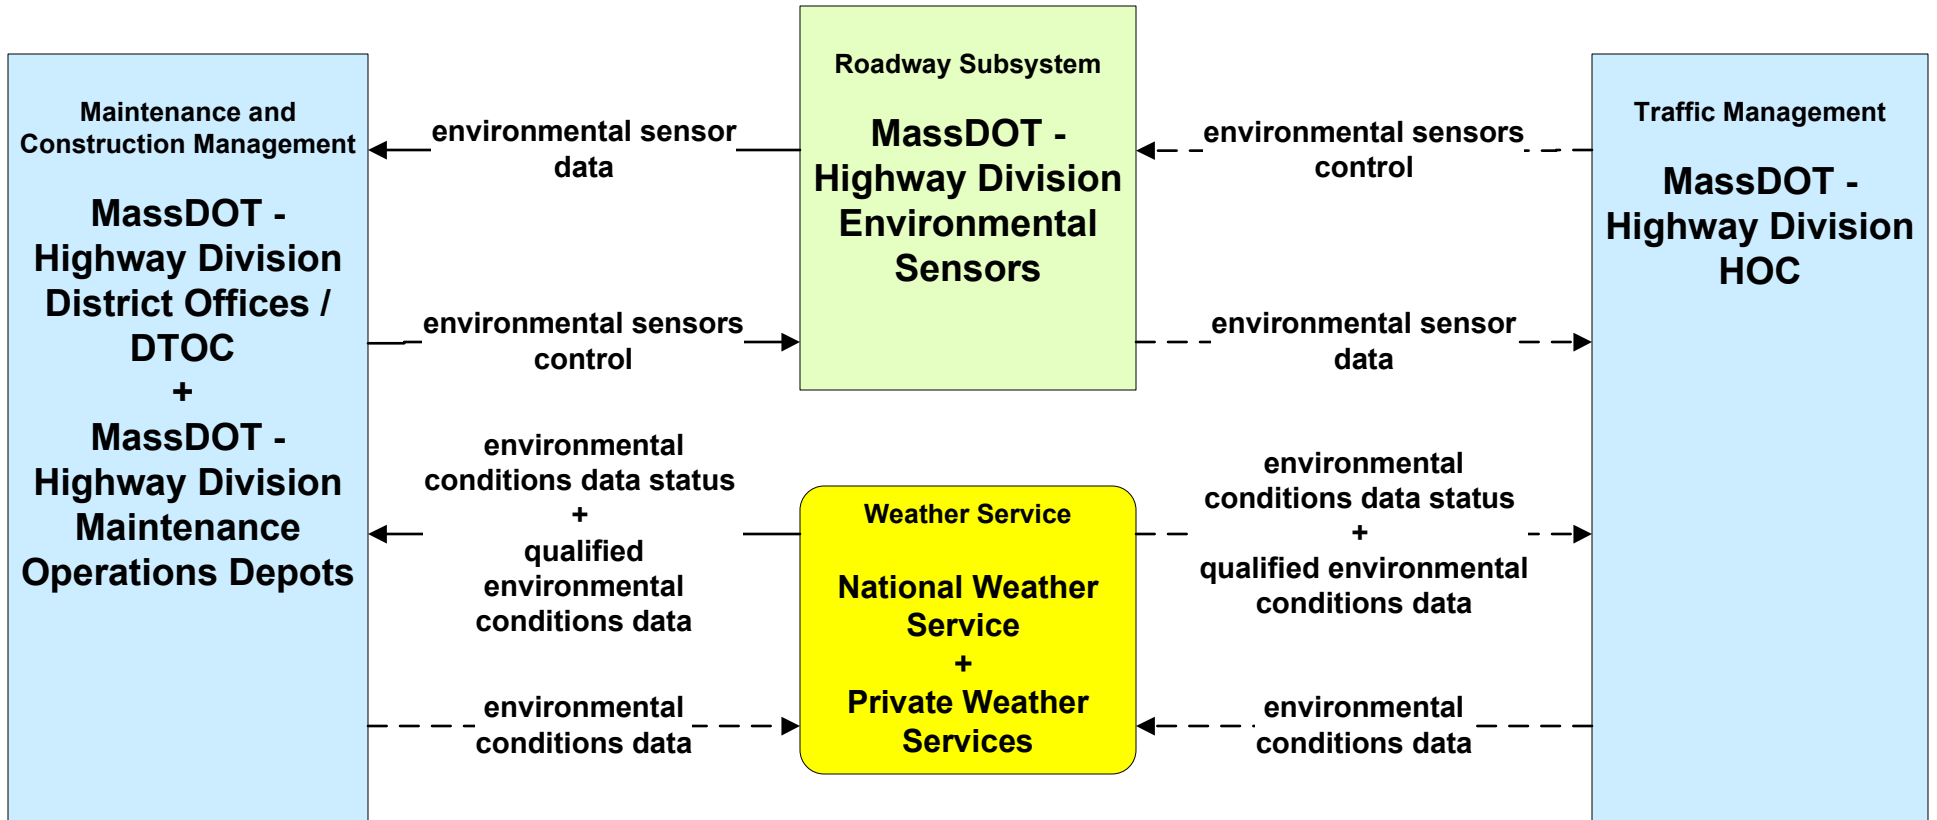 Maintenance and
Construction Management
MassDOT -
Highway Division
District Offices /
DTOC
+
MassDOT -
Highway Division
Maintenance
Operations Depots
environmental sensor
data
environmental sensors
control
environmental
conditions data status
+
qualified
environmental
conditions data
environmental
conditions data
Roadway Subsystem
MassDOT -
Highway Division
Environmental
Sensors
Weather Service
National Weather
Service
+
Private Weather
Services
environmental sensors
control
environmental sensor
data
environmental
conditions data status
+
qualified environmental
conditions data
environmental
conditions data
Traffic Management
MassDOT -
Highway Division
HOC